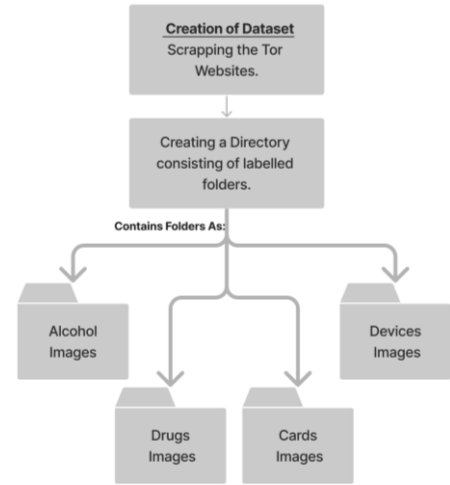 Creation of Dataset
Scrapping the Tor
Websites.
Creating a Directory
consisting of labelled
folders.
Contains Folders As:
Alcohol
Images
Devices
Images
Drugs
Images
Cards
Images